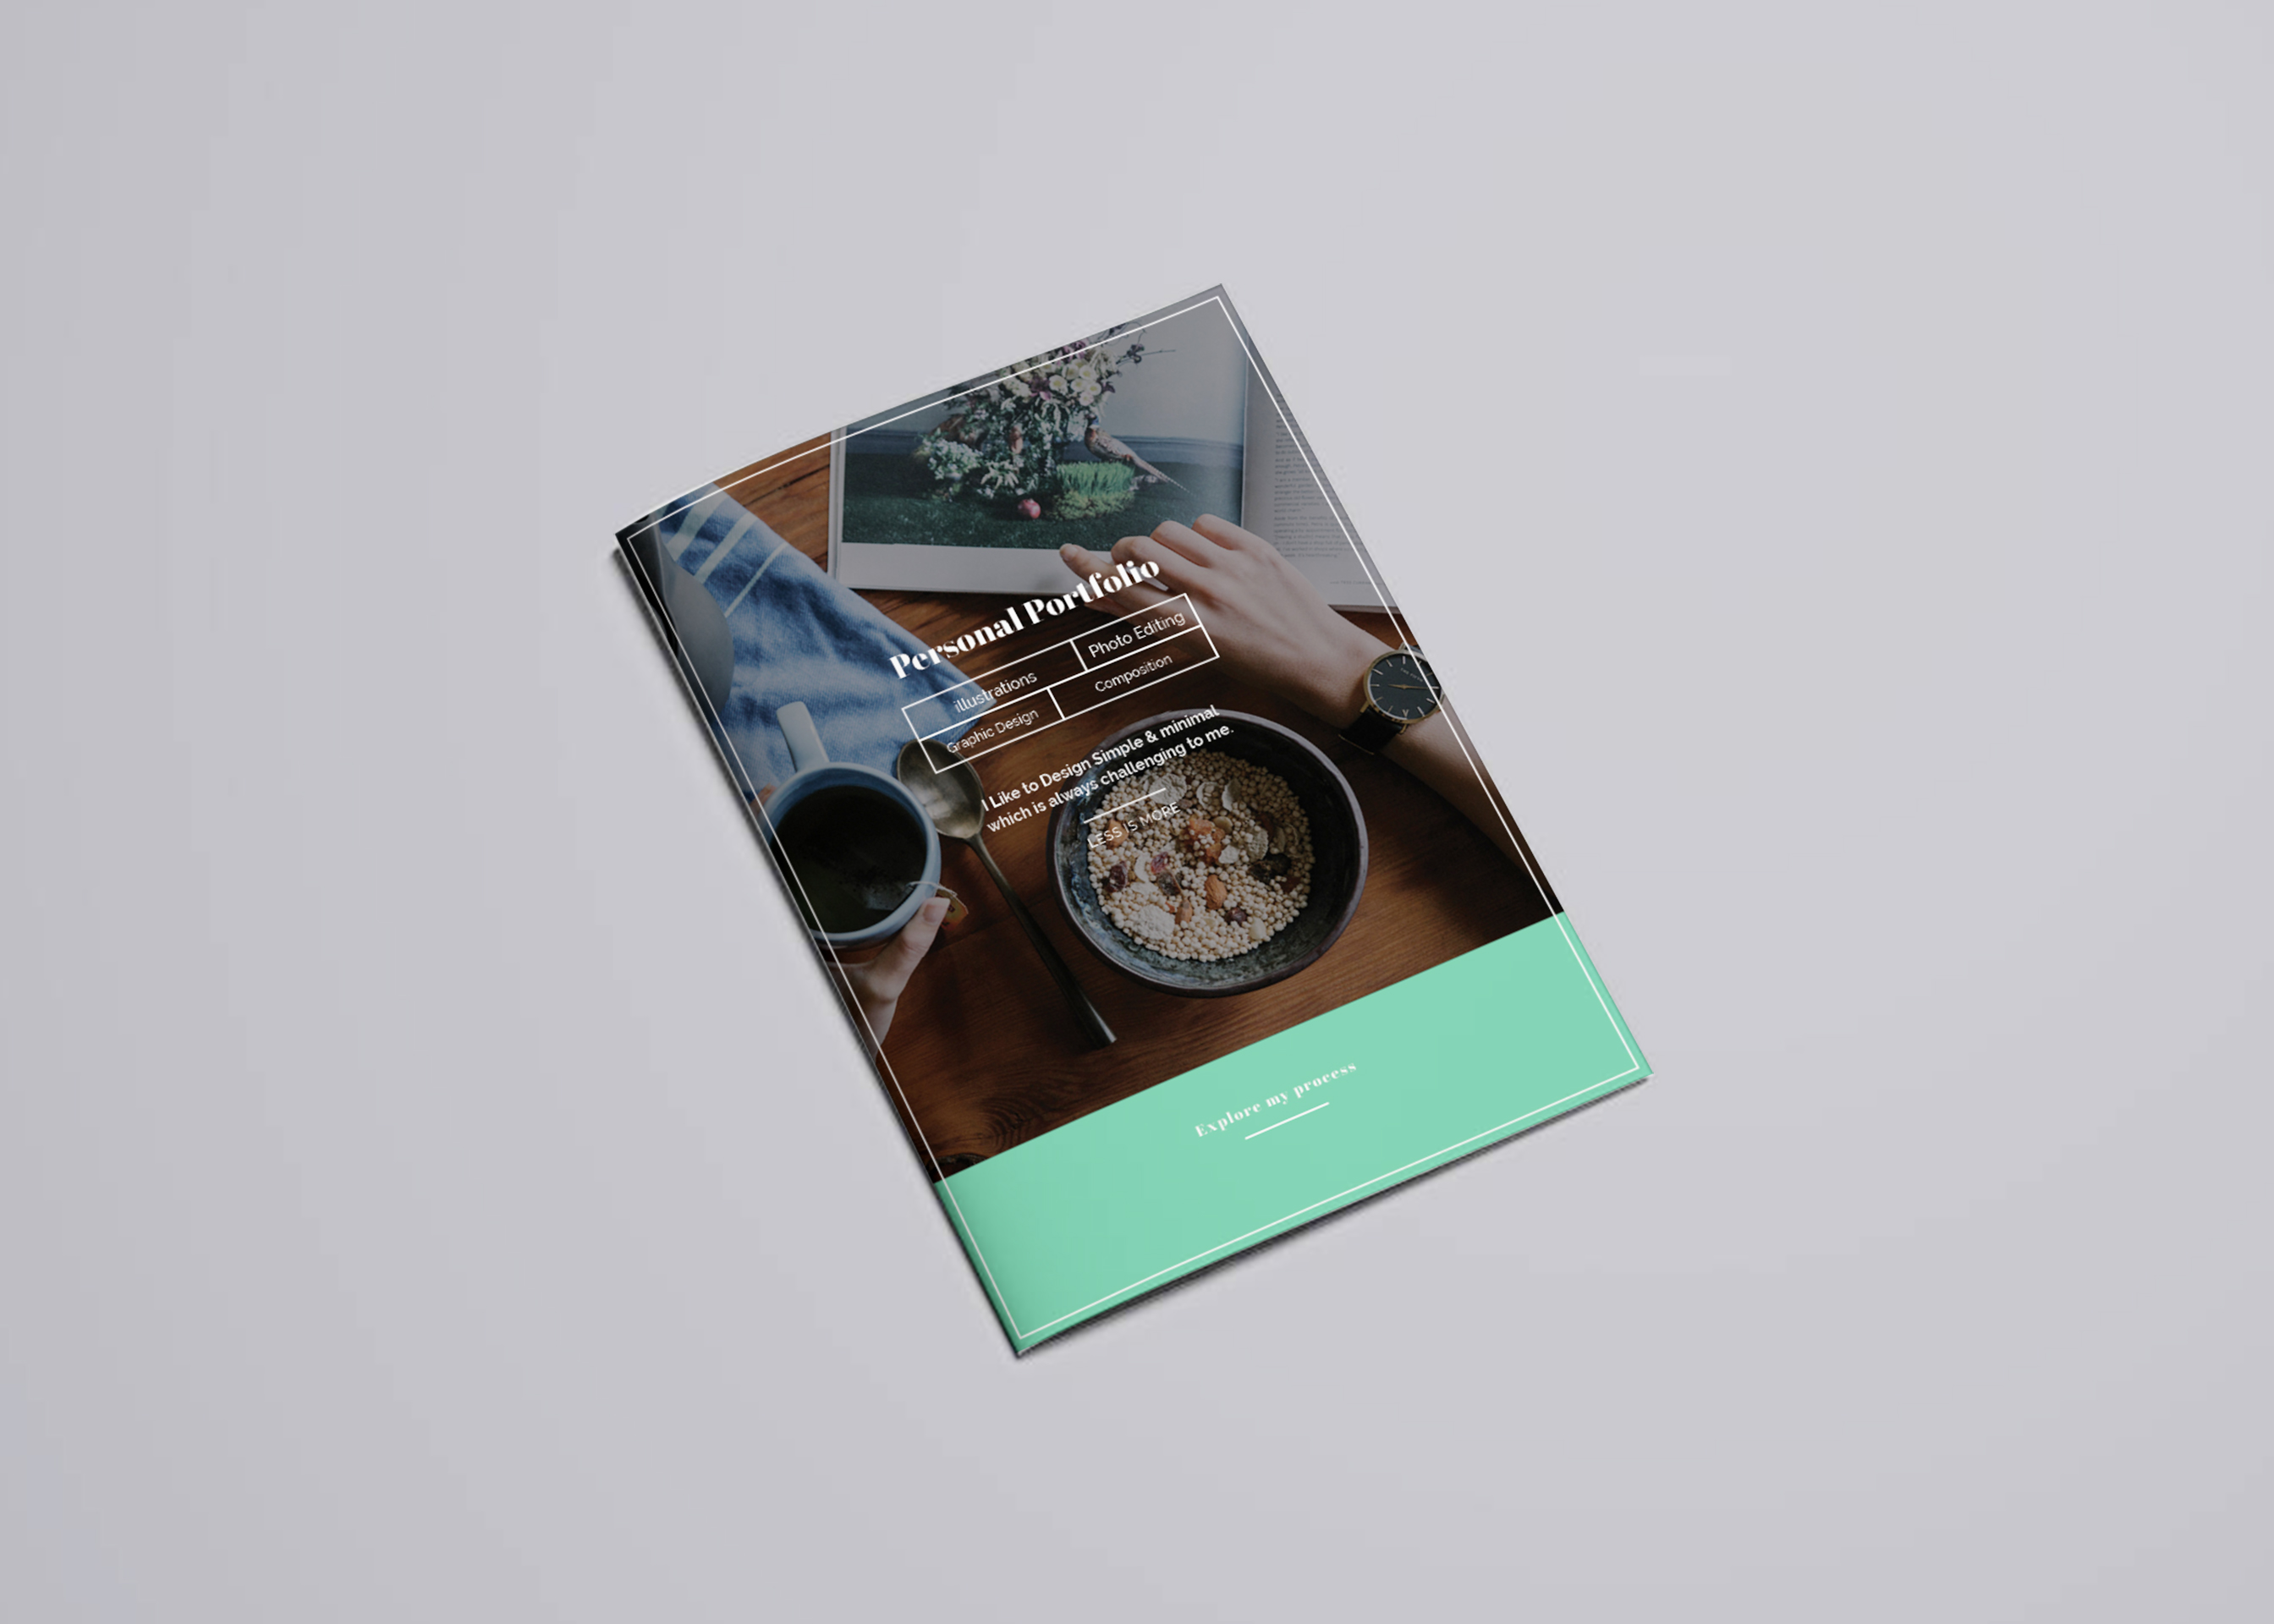 Personal Portfolio
illustrations
Photo Editing
Graphic Design
Composition
I Like to Design Simple & minimal
which is always challenging to me.
LESS IS MORE
Explore my process